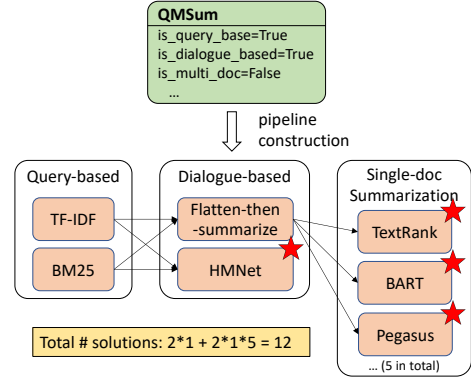 QMSum
is_query_base=True
is_dialogue_based=True
is_multi_doc=False
...
pipeline
construction
Query-based
TF-IDF
BM25
Dialogue-based
Flatten-then
-summarize
HMNet
Single-doc
Summarization
TextRank
BART
Pegasus
... (5 in total)
Total # solutions: 2*1 + 2*1*5 = 12